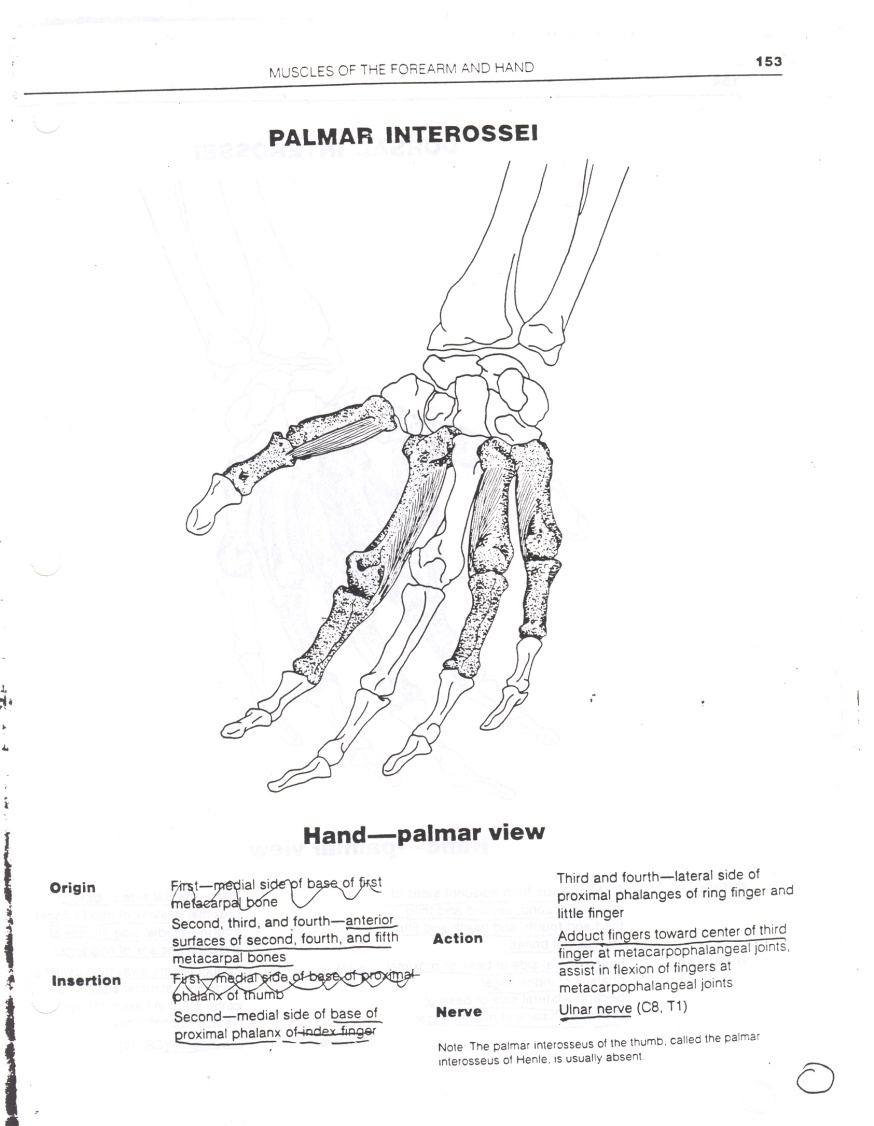 MUSCLES OF THE FOREARM AND HAND 153
PALMAR INTEROSSEI
Hand—palmar view
Origin
First—medial side of base of first
metacarpal bone
Second, third, and fourth—anterior
surfaces of second, fourth, and fifth
metacarpal bones
Insertion
First—medial side of base of proximal
phalanx of thumb
Second—medial side of base of
proximal phalanx of index finger
Third and fourth—lateral side of
proximal phalanges of ring finger and
little finger
Action
Adduct fingers toward center of third
finger at metacarpophalangeal joints,
assist in flexion of fingers at
metacarpophalangeal joints
Nerve
Ulnar nerve (C8, T1)
Note: The palmar interosseus of the thumb, called the palmar
interosseus of Henle, is usually absent.